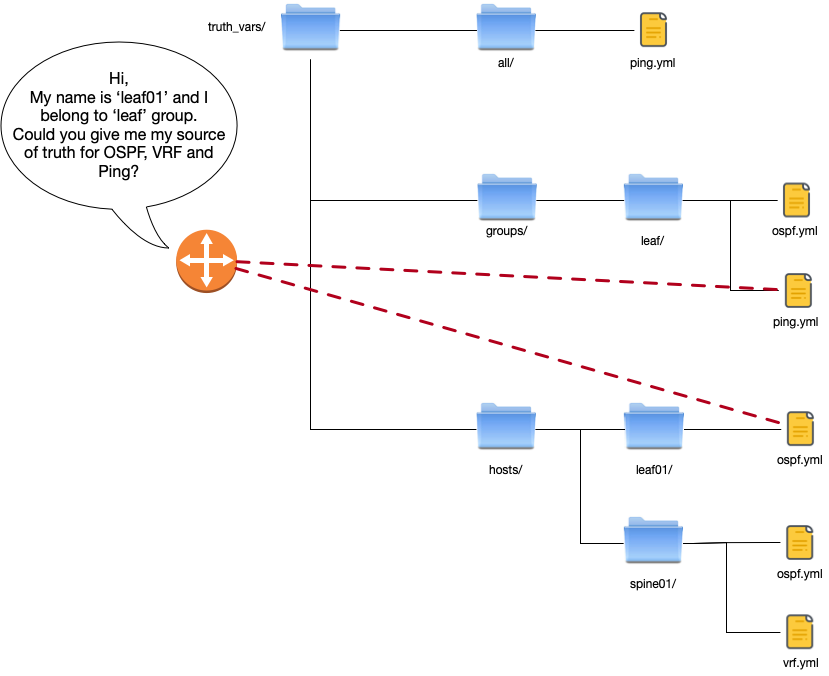 truth_vars/
all/
ping.yml
Hi,
My name is ‘leaf01’ and I
belong to ‘leaf’ group.
Could you give me my source
of truth for OSPF, VRF and
Ping?
groups/
leaf/
ospf.yml
ping.yml
hosts/
leaf01/
ospf.yml
spine01/
ospf.yml
vrf.yml